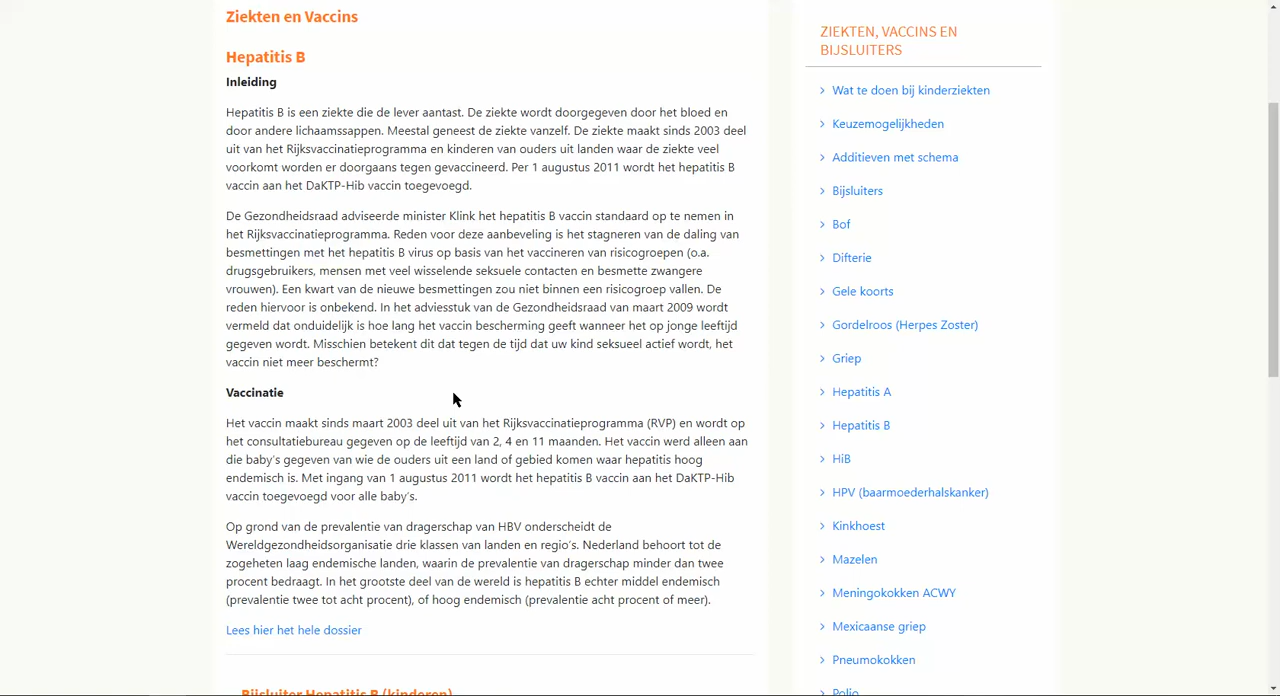 Ziekten en Vaccins
Hepatitis B
Inleiding
Hepatitis B is een ziekte die de lever aantast. De ziekte wordt doorgegeven door het bloed en
door andere lichaamssappen. Meestal geneest de ziekte vanzelf. De ziekte maakt sinds 2003 deel
uit van het Rijksvaccinatieprogramma en kinderen van ouders uit landen waar de ziekte veel
voorkomt worden er doorgaans tegen gevaccineerd. Per 1 augustus 2011 wordt het hepatitis B
vaccin aan het DaKTP-Hib vaccin toegevoegd.
De Gezondheidsraad adviseerde minister Klink het hepatitis B vaccin standaard op te nemen in
het Rijksvaccinatieprogramma. Reden voor deze aanbeveling is het stagneren van de daling van
besmettingen met het hepatitis B virus op basis van het vaccineren van risicogroepen (o.a.
drugsgebruikers, mensen met veel wisselende seksuele contacten en besmette zwangere
vrouwen). Een kwart van de nieuwe besmettingen zou niet binnen een risicogroep vallen. De
reden hiervoor is onbekend. In het adviesstuk van de Gezondheidsraad van maart 2009 wordt
vermeld dat onduidelijk is hoe lang het vaccin bescherming geeft wanneer het op jonge leeftijd
gegeven wordt. Misschien betekent dit dat tegen de tijd dat uw kind seksueel actief wordt, het
vaccin niet meer beschermt?
Vaccinatie
Het vaccin maakt sinds maart 2003 deel uit van het Rijksvaccinatieprogramma (RVP) en wordt op
het consultatiebureau gegeven op de leeftijd van 2, 4 en 11 maanden. Het vaccin werd alleen aan
die baby's gegeven van wie de ouders uit een land of gebied komen waar hepatitis hoog
endemisch is. Met ingang van 1 augustus 2011 wordt het hepatitis B vaccin aan het DaKTP-Hib
vaccin toegevoegd voor alle baby's.
Op grond van de prevalentie van dragerschap van HBV onderscheidt de
Wereldgezondheidsorganisatie drie klassen van landen en regio's. Nederland behoort tot de
zogeheten laag endemische landen, waarin de prevalentie van dragerschap minder dan twee
procent bedraagt. In het grootste deel van de wereld is hepatitis B echter middel endemisch
(prevalentie twee tot acht procent), of hoog endemisch (prevalentie acht procent of meer).
Lees hier het hele dossier
Bijsluiter Hepatitis B (kinderen)
ZIEKTEN, VACCINS EN
BIJSLUITERS
Wat te doen bij kinderziekten
Keuzemogelijkheden
Additieven met schema
Bijsluiters
Bof
Difterie
Gele koorts
Gordelroos (Herpes Zoster)
Griep
Hepatitis A
Hepatitis B
HiB
HPV (baarmoederhalskanker)
Kinkhoest
Mazelen
Meningokokken ACWY
Mexicaanse griep
Pneumokokken
Polio